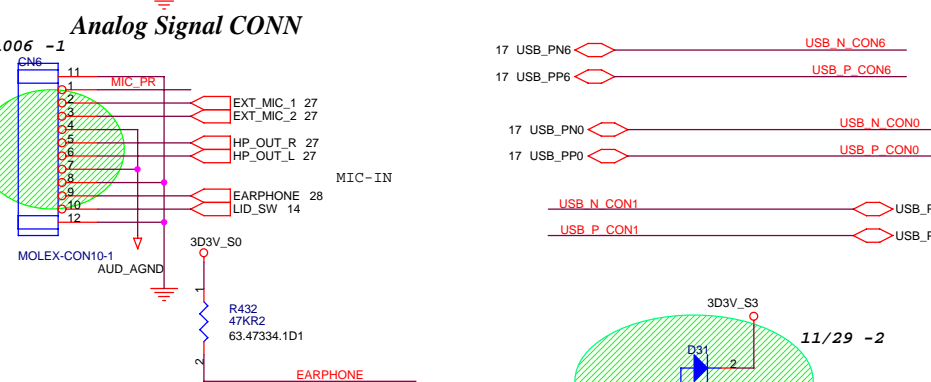 Analog Signal CONN
1006 -1
CN6
11
1
MIC_PR
2
EXT_MIC_1 27
3
EXT_MIC_2 27
4
5
HP_OUT_R 27
6
HP_OUT_L 27
7
8
9
EARPHONE 28
10
LID_SW 14
12
MOLEX-CON10-1
AUD_AGND
MIC-IN
3D3V_S0
1
R432
47KR2
63.47334.1D1
2
EARPHONE
17 USB_PN6
USB_N_CON6
17 USB_PP6
USB_P_CON6
17 USB_PN0
USB_N_CON0
17 USB_PP0
USB_P_CON0
USB_N_CON1
USB_P_CON1
3D3V_S3
11/29 -2
D31
2